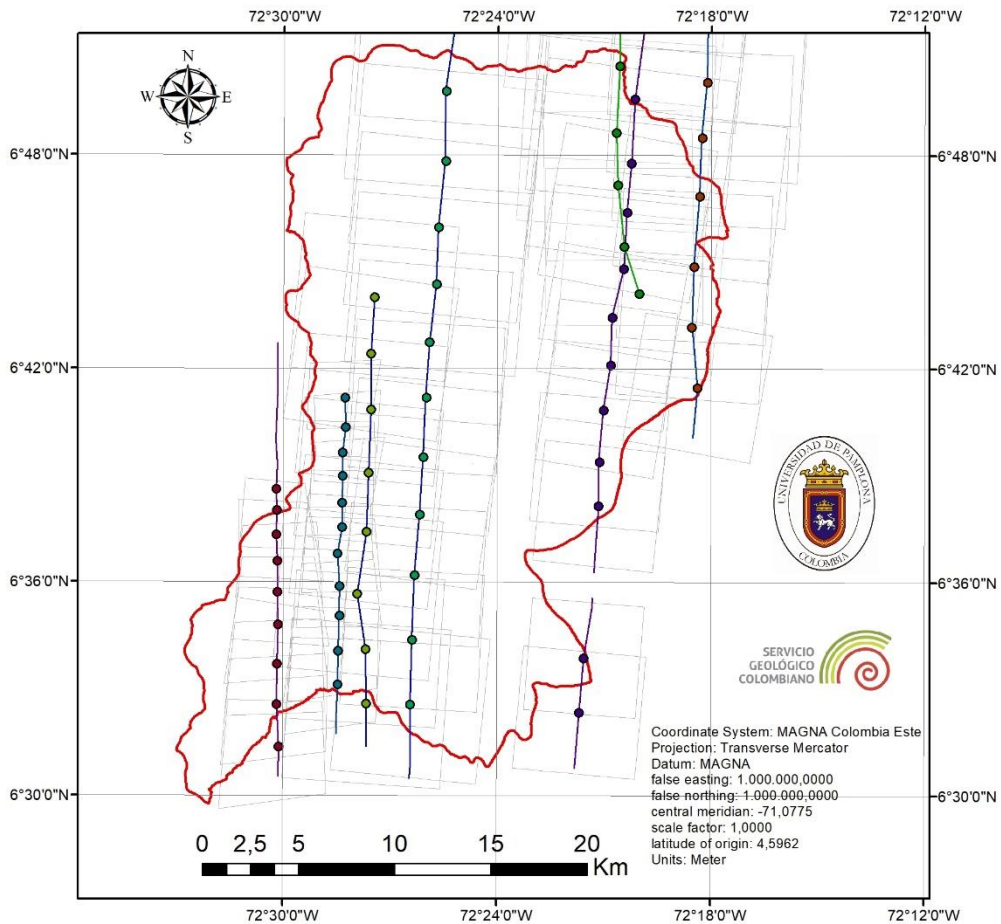 72°30'0"W 72°24'0"W 72°18'0"W 72°12'0"W
N
W E
S
6°48'0"N 6°48'0"N
6°42'0"N 6°42'0"N
UNIVERSIDAD DE PAMPLONA
COLOMBIA
6°36'0"N 6°36'0"N
SERVICIO
GEOLÓGICO
COLOMBIANO
Coordinate System: MAGNA Colombia Este
Projection: Transverse Mercator
Datum: MAGNA
false easting: 1.000.000,0000
false northing: 1.000.000,0000
central meridian: -71,0775
scale factor: 1,0000
latitude of origin: 4,5962
Units: Meter
6°30'0"N 6°30'0"N
0 2,5 5 10 15 20
Km
72°30'0"W 72°24'0"W 72°18'0"W 72°12'0"W